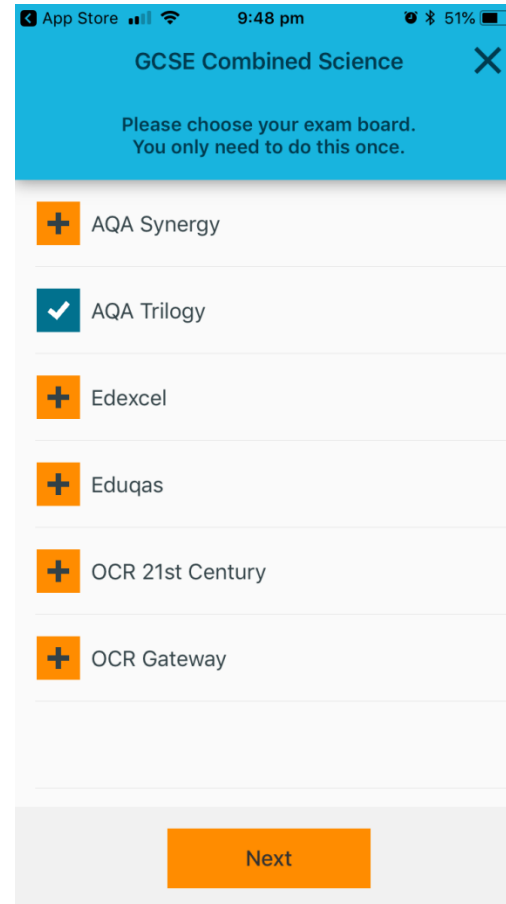 App Store 9:48 pm 51%
GCSE Combined Science
Please choose your exam board.
You only need to do this once.
AQA Synergy
AQA Trilogy
Edexcel
Eduqas
OCR 21st Century
OCR Gateway
Next